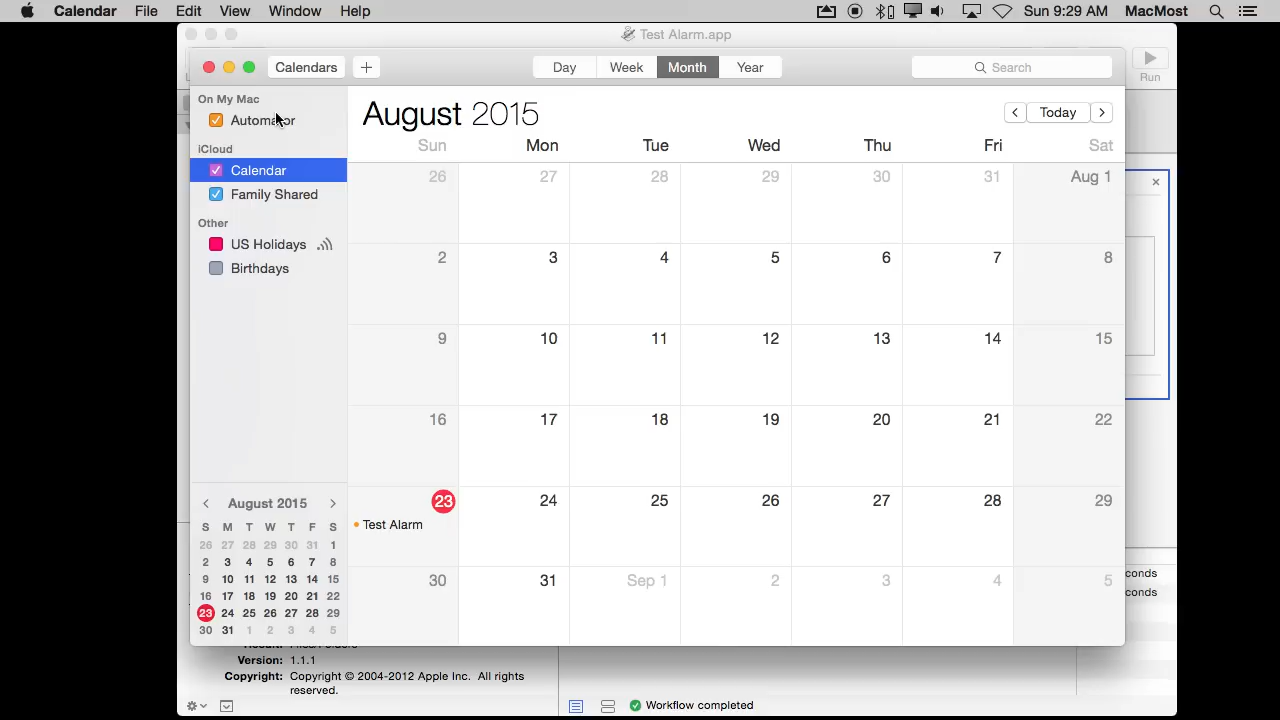 Calendar File Edit View Window Help Sun 9:29 AM MacMost
Test Alarm.app
Calendars + Day Week Month Year Search
Run
On My Mac
Automator
iCloud
Calendar
Family Shared
Other
US Holidays
Birthdays
August 2015
S M T W T F S
26 27 28 29 30 31 1
2 3 4 5 6 7 8
9 10 11 12 13 14 15
16 17 18 19 20 21 22
23 24 25 26 27 28 29
30 31 1 2 3 4 5
August 2015
Today
Sun Mon Tue Wed Thu Fri Sat
26 27 28 29 30 31 Aug 1
2 3 4 5 6 7 8
9 10 11 12 13 14 15
16 17 18 19 20 21 22
23 24 25 26 27 28 29
Test Alarm
30 31 Sep 1 2 3 4 5
conds
conds
Version: 1.1.1
Copyright: Copyright © 2004-2012 Apple Inc. All rights
reserved.
Workflow completed